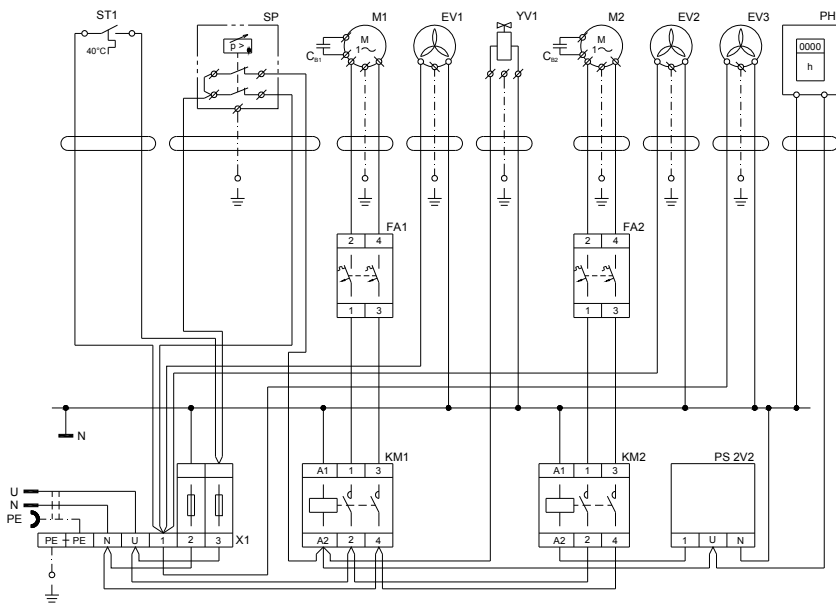 ST1 SP M1 EV1 YV1 M2 EV2 EV3 PH
40°C p > CB1 M 1~ CB2 M 1~ 0000
h
FA1 FA2
2 4 2 4
1 3 1 3
N
KM1 KM2 PS 2V2
A1 1 3 A1 1 3
U
N
PE
PE PE N U 1 2 3 X1 A2 2 4 A2 2 4 1 U N